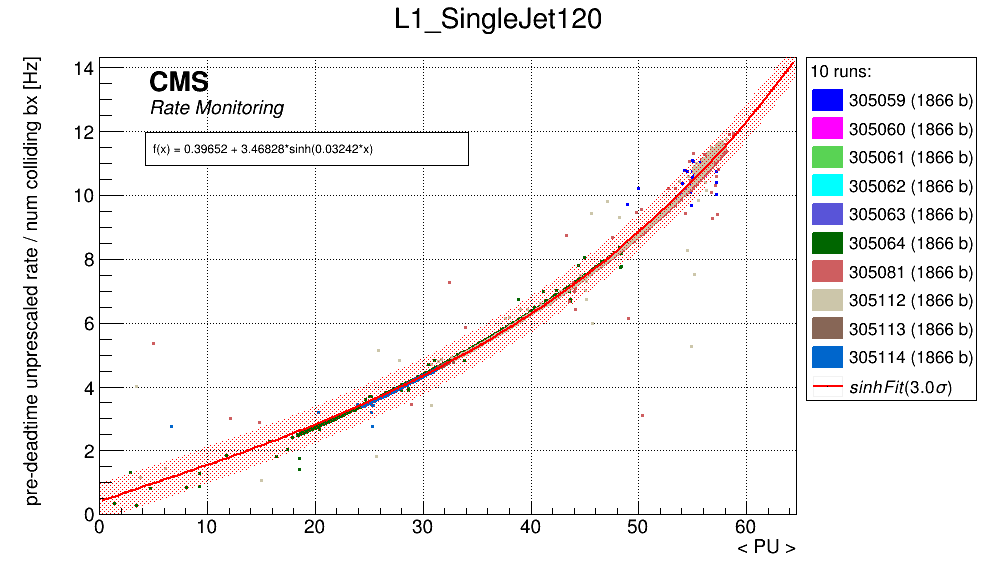 L1_SingleJet120
pre-deadtime unprescaled rate / num colliding bx [Hz]
14
12
10
8
6
4
2
0
CMS
Rate Monitoring
f(x) = 0.39652 + 3.46828*sinh(0.03242*x)
0 10 20 30 40 50 60
< PU >
10 runs:
305059 (1866 b)
305060 (1866 b)
305061 (1866 b)
305062 (1866 b)
305063 (1866 b)
305064 (1866 b)
305081 (1866 b)
305112 (1866 b)
305113 (1866 b)
305114 (1866 b)
sinhFit(3.0σ)